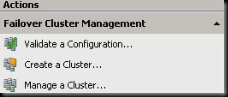 Actions
Failover Cluster Management
Validate a Configuration...
Create a Cluster...
Manage a Cluster...